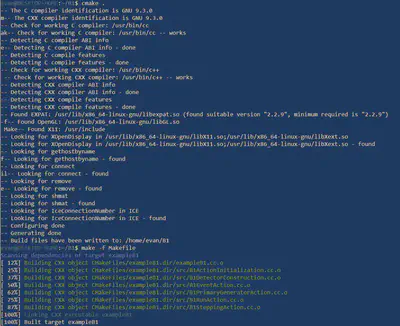 :~/B1$ cmake .
-- The C compiler identification is GNU 9.3.0
-- The CXX compiler identification is GNU 9.3.0
-- Check for working C compiler: /usr/bin/cc
-- Check for working C compiler: /usr/bin/cc -- works
-- Detecting C compiler ABI info
-- Detecting C compiler ABI info - done
-- Detecting C compile features
-- Detecting C compile features - done
-- Check for working CXX compiler: /usr/bin/c++
-- Check for working CXX compiler: /usr/bin/c++ -- works
-- Detecting CXX compiler ABI info
-- Detecting CXX compiler ABI info - done
-- Detecting CXX compile features
-- Detecting CXX compile features - done
-- Found EXPAT: /usr/lib/x86_64-linux-gnu/libexpat.so (found suitable version "2.2.9", minimum required is "2.2.9")
-- Found OpenGL: /usr/lib/x86_64-linux-gnu/libGL.so
Make-- Found X11: /usr/include
-- Looking for XOpenDisplay in /usr/lib/x86_64-linux-gnu/libX11.so;/usr/lib/x86_64-linux-gnu/libXext.so
-- Looking for XOpenDisplay in /usr/lib/x86_64-linux-gnu/libX11.so;/usr/lib/x86_64-linux-gnu/libXext.so - found
-- Looking for gethostbyname
-- Looking for gethostbyname - found
-- Looking for connect
-- Looking for connect - found
-- Looking for remove
-- Looking for remove - found
-- Looking for shmat
-- Looking for shmat - found
-- Looking for IceConnectionNumber in ICE
-- Looking for IceConnectionNumber in ICE - found
-- Configuring done
-- Generating done
-- Build files have been written to: /home/evan/B1
:~/B1$ make -f Makefile
Scanning dependencies of target exampleB1
[ 12%] Building CXX object CMakeFiles/exampleB1.dir/exampleB1.cc.o
[ 25%] Building CXX object CMakeFiles/exampleB1.dir/src/B1ActionInitialization.cc.o
[ 37%] Building CXX object CMakeFiles/exampleB1.dir/src/B1DetectorConstruction.cc.o
[ 50%] Building CXX object CMakeFiles/exampleB1.dir/src/B1EventAction.cc.o
[ 62%] Building CXX object CMakeFiles/exampleB1.dir/src/B1PrimaryGeneratorAction.cc.o
[ 75%] Building CXX object CMakeFiles/exampleB1.dir/src/B1RunAction.cc.o
[ 87%] Building CXX object CMakeFiles/exampleB1.dir/src/B1SteppingAction.cc.o
[100%] Linking CXX executable exampleB1
[100%] Built target exampleB1